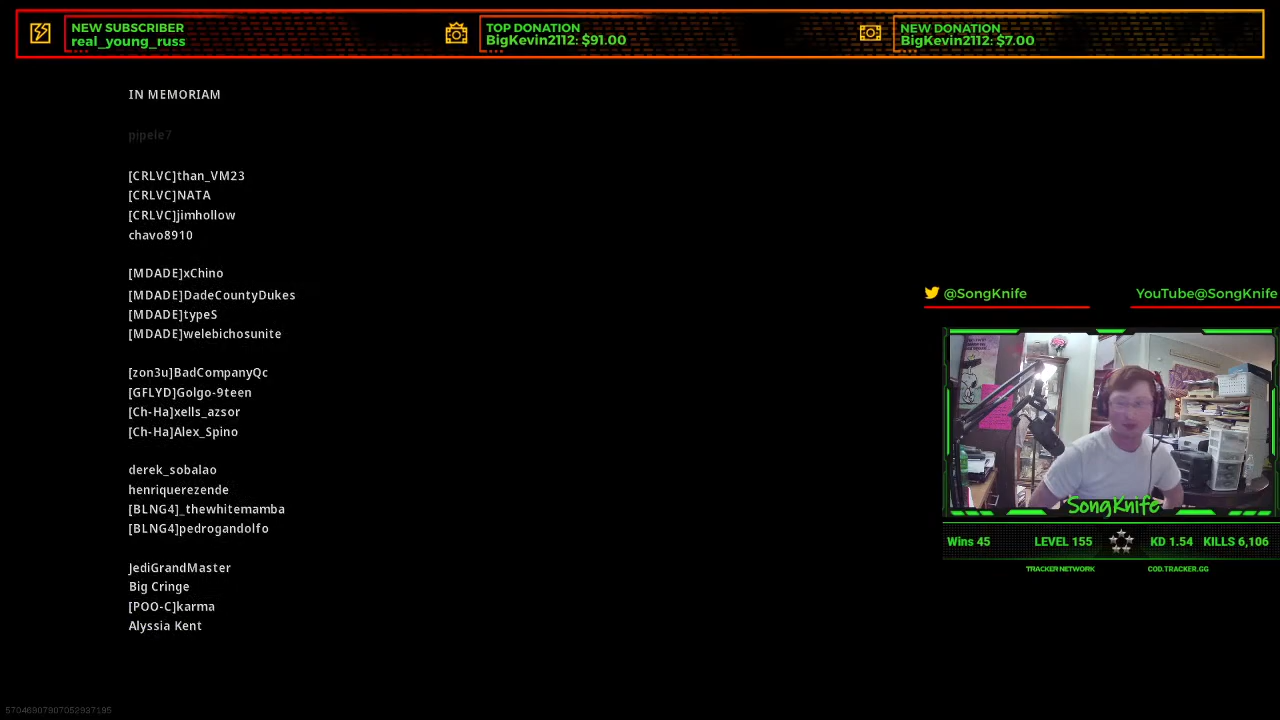 NEW SUBSCRIBER
real_young_russ
TOP DONATION
BigKevin2112: $91.00
NEW DONATION
BigKevin2112: $7.00
IN MEMORIAM
pipele7
[CRLVC]than_VM23
[CRLVC]NATA
[CRLVC]jimhollow
chavo8910
[MDADE]xChino
[MDADE]DadeCountyDukes
[MDADE]typeS
[MDADE]welebichosunite
[zon3u]BadCompanyQc
[GFLYD]Golgo-9teen
[Ch-Ha]xells_azsor
[Ch-Ha]Alex_Spino
derek_sobalao
henriquerezende
[BLNG4]_thewhitemamba
[BLNG4]pedrogandolfo
JediGrandMaster
Big Cringe
[POO-C]karma
Alyssia Kent
@SongKnife
YouTube@SongKnife
SongKnife
Wins 45 LEVEL 155 KD 1.54 KILLS 6,106
TRACKER NETWORK COD.TRACKER.GG
57046907907052997195